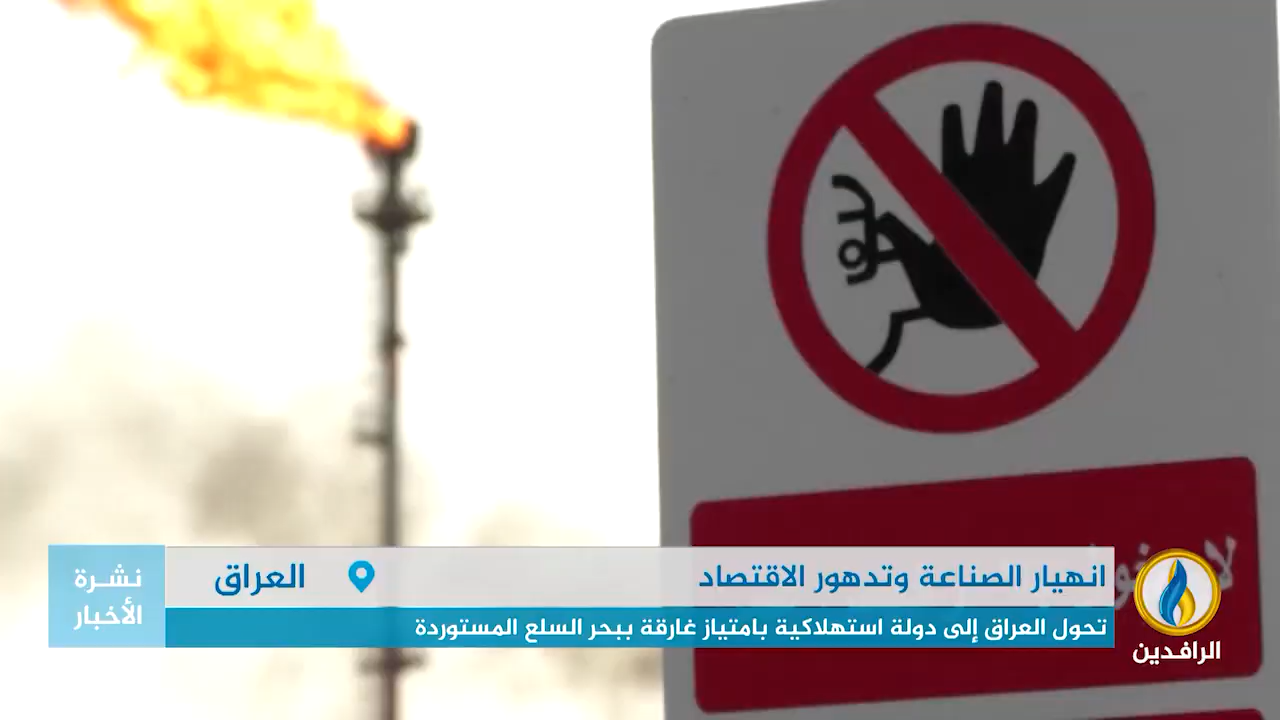 انهيار الصناعة وتدهور الاقتصاد
العراق
تحول العراق إلى دولة استهلاكية بامتياز غارقة ببحر السلع المستوردة
نشرة
الأخبار
الرافدين